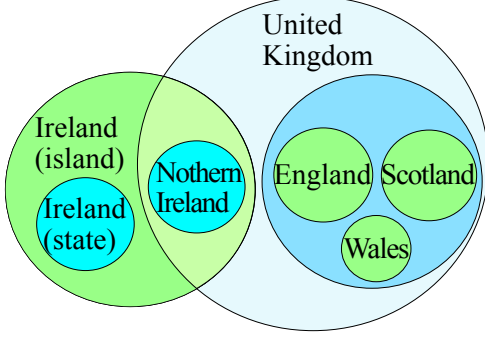 United
Kingdom
Ireland
(island)
Nothern
Ireland
England
Scotland
Ireland
(state)
Wales